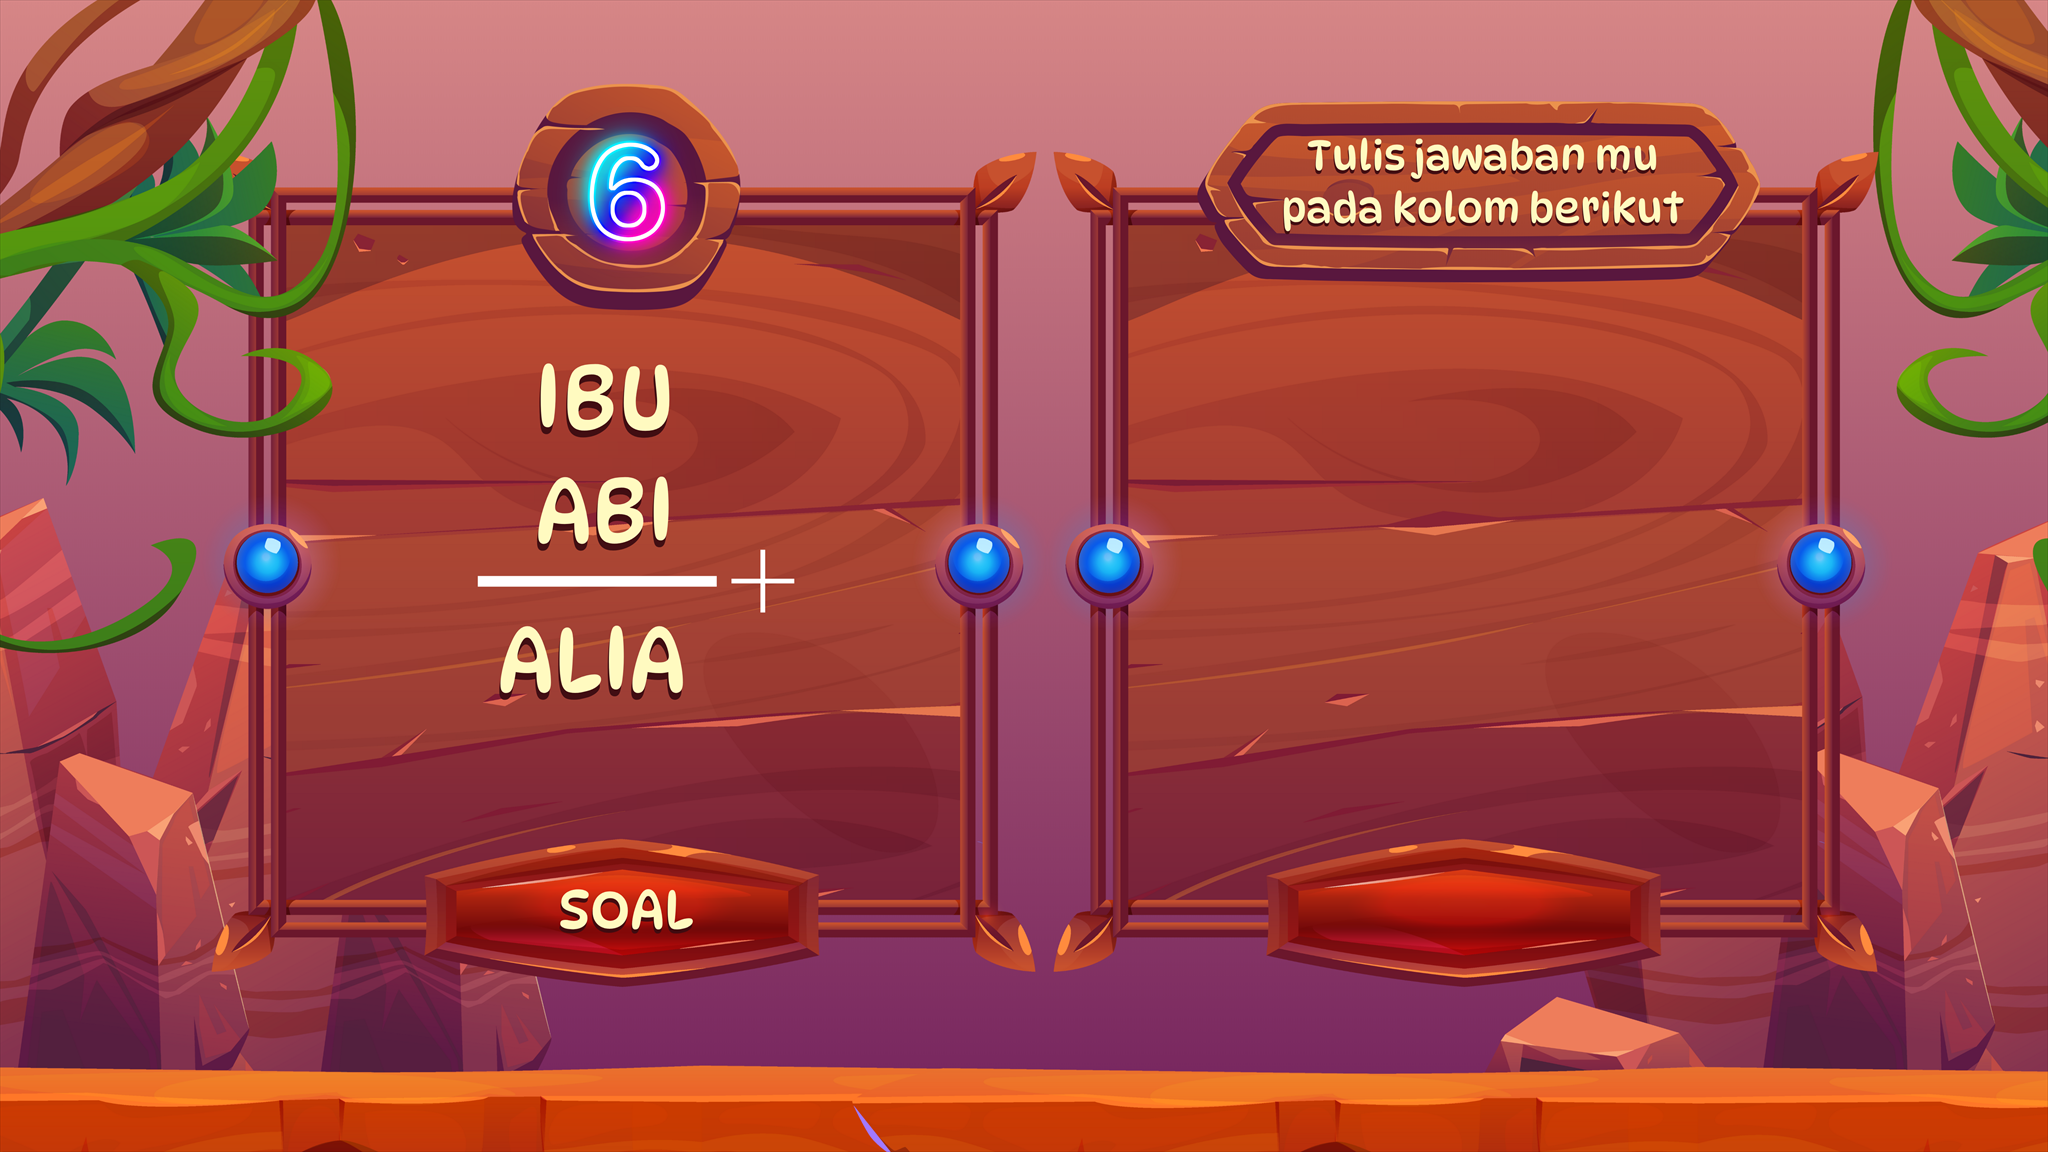 6
IBU
ABI
+
ALIA
SOAL
Tulis jawaban mu
pada kolom berikut